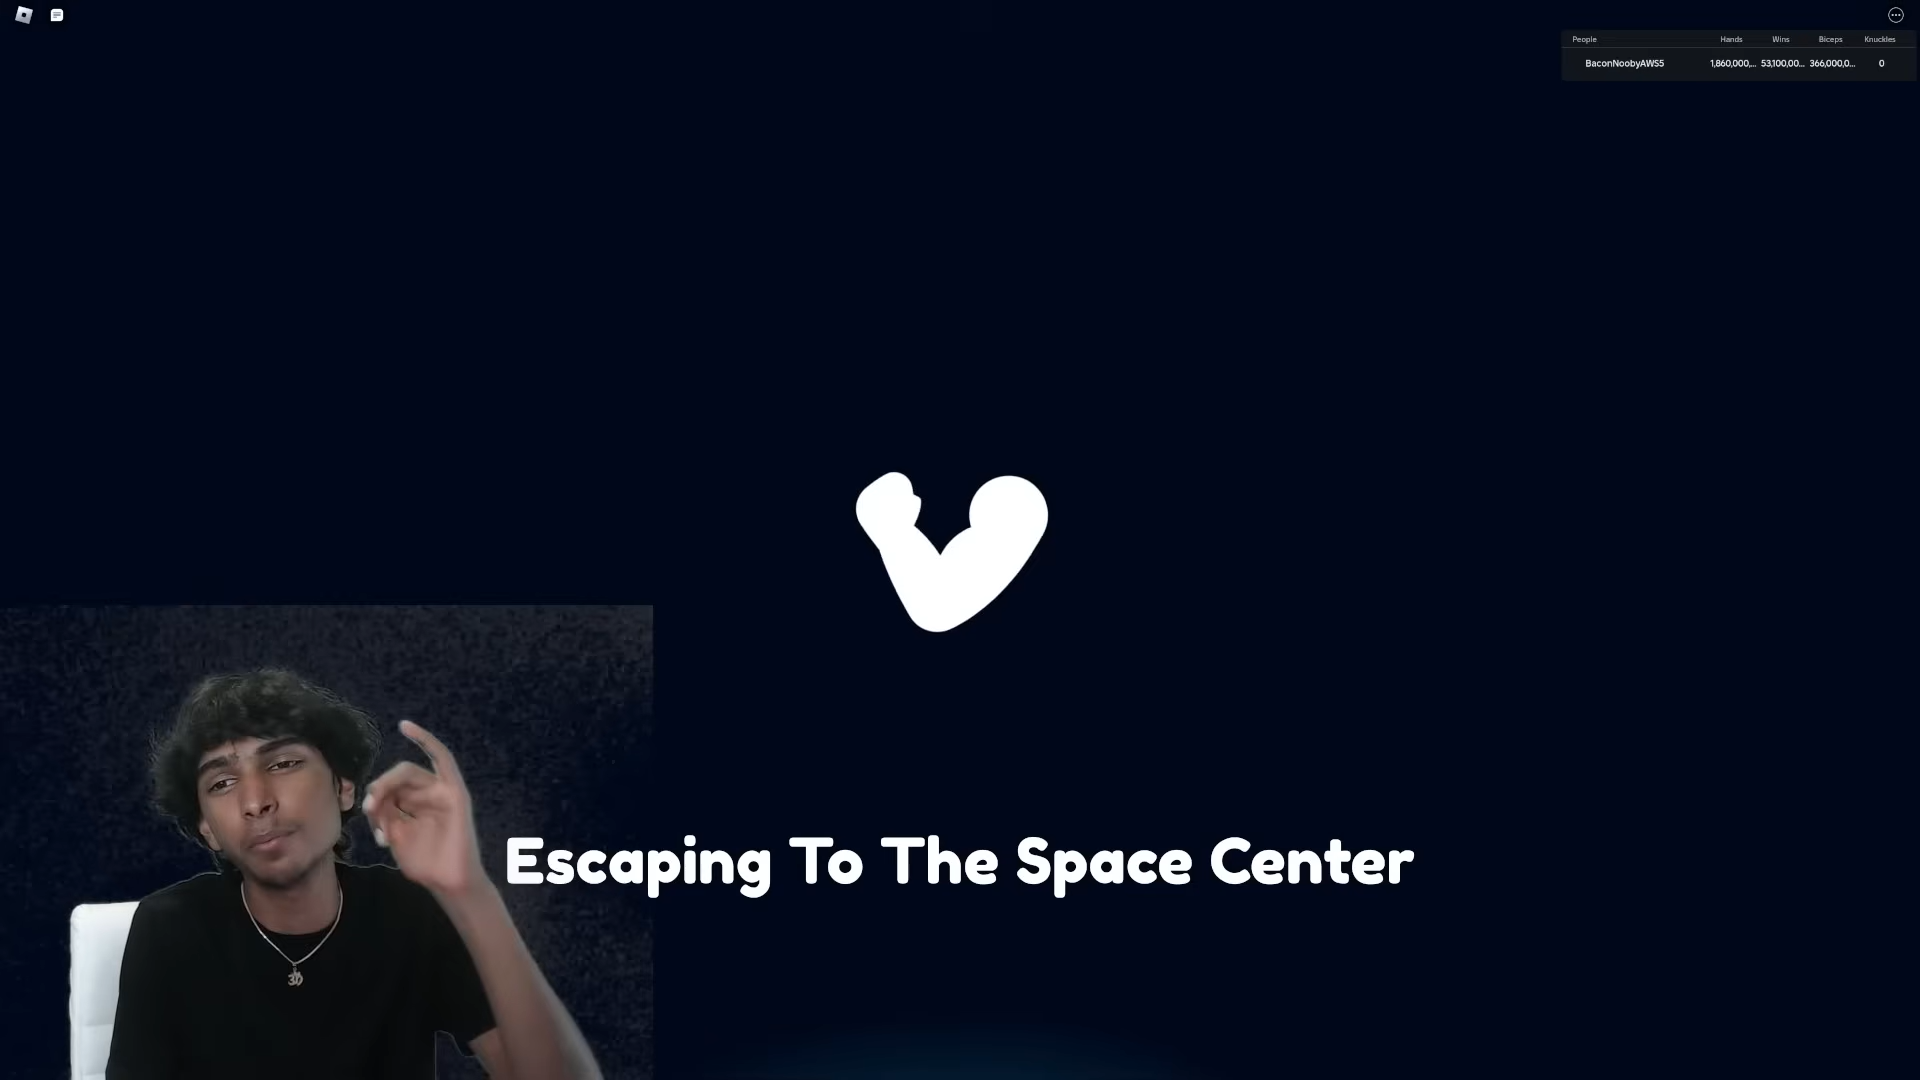 People Hands Wins Biceps Knuckles
BaconNoobyAWS5 1,860,000,... 53,100,00... 366,000,0... 0
Escaping To The Space Center